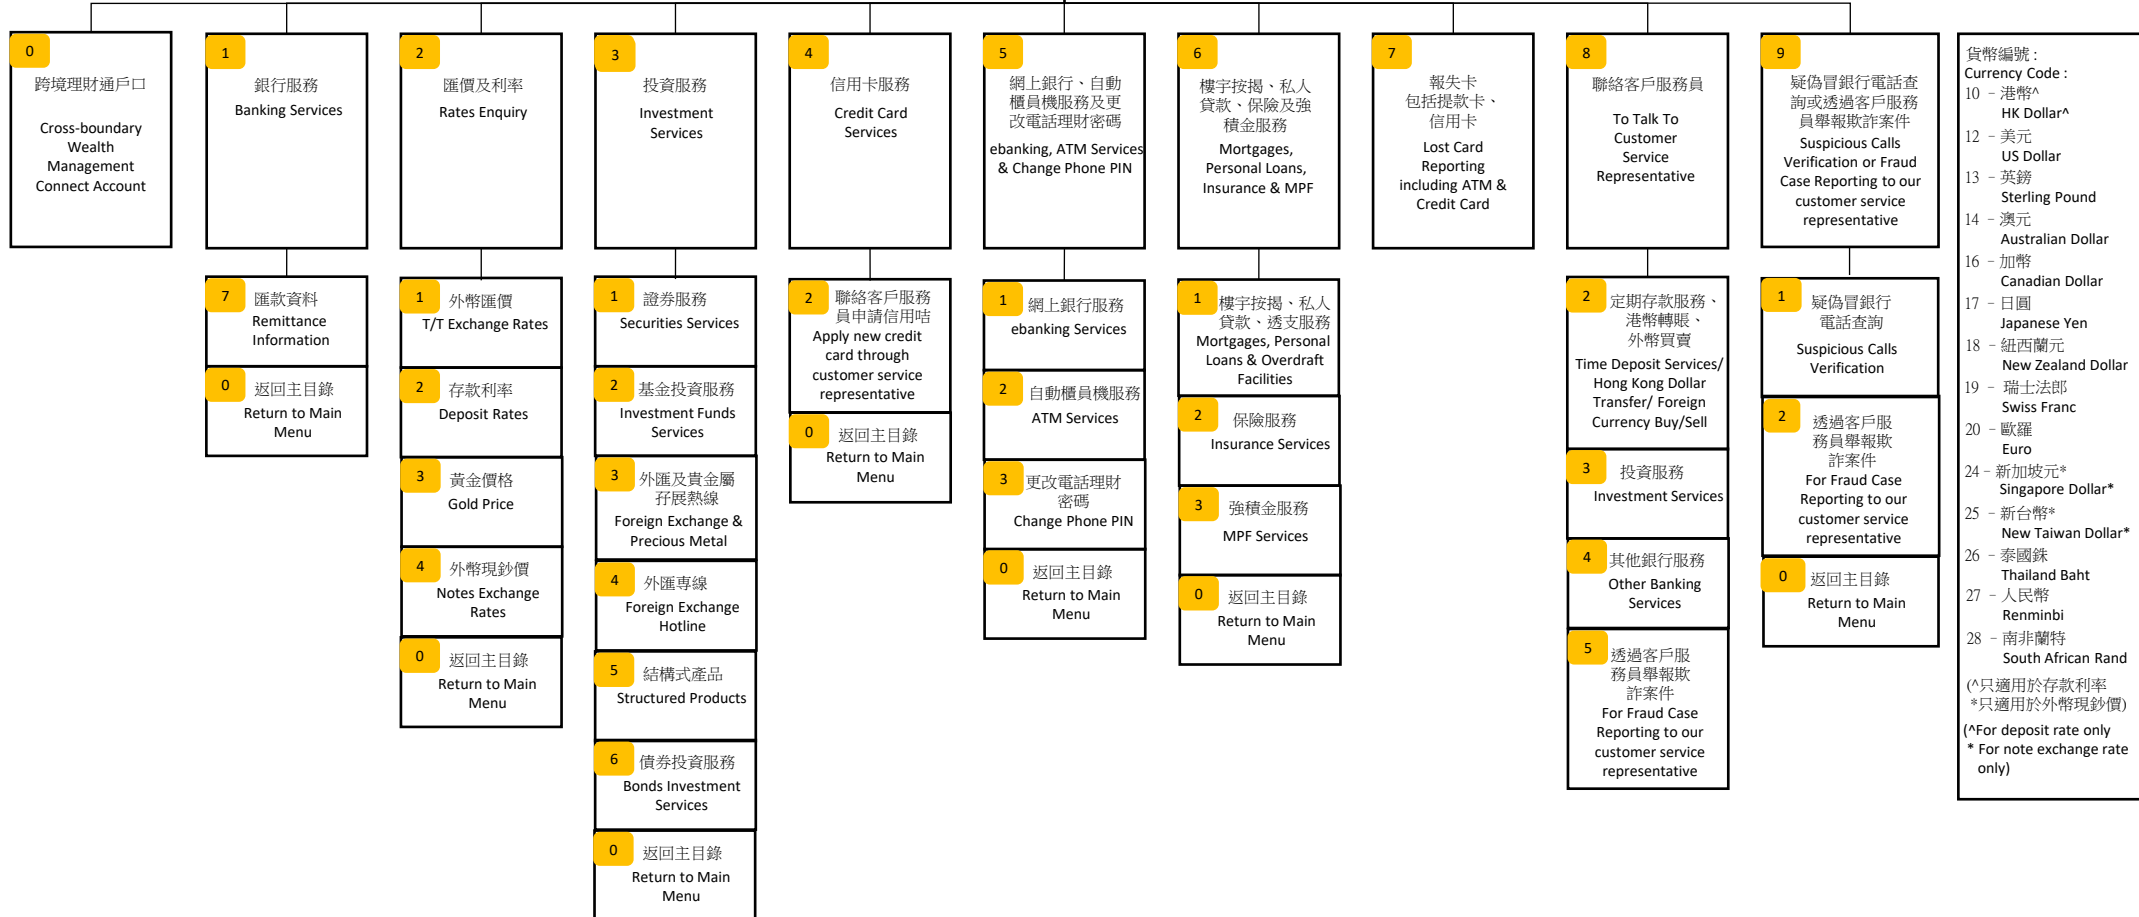 0
跨境理財通戶口
Cross-boundary
Wealth
Management
Connect Account
1
銀行服務
Banking Services
2
匯價及利率
Rates Enquiry
3
投資服務
Investment
Services
4
信用卡服務
Credit Card
Services
5
網上銀行、自動
櫃員機服務及更
改電話理財密碼
ebanking, ATM Services
& Change Phone PIN
6
樓宇按揭、私人
貸款、保險及強
積金服務
Mortgages,
Personal Loans,
Insurance & MPF
7
報失卡
包括提款卡、
信用卡
Lost Card
Reporting
including ATM &
Credit Card
8
聯絡客戶服務員
To Talk To
Customer
Service
Representative
9
疑偽冒銀行電話查
詢或透過客戶服務
員舉報欺詐案件
Suspicious Calls
Verification or Fraud
Case Reporting to our
customer service
representative
7
匯款資料
Remittance
Information
0
返回主目錄
Return to Main
Menu
1
外幣匯價
T/T Exchange Rates
2
存款利率
Deposit Rates
3
黃金價格
Gold Price
4
外幣現鈔價
Notes Exchange
Rates
0
返回主目錄
Return to Main
Menu
1
證券服務
Securities Services
2
基金投資服務
Investment Funds
Services
3
外匯及貴金屬
孖展熱線
Foreign Exchange &
Precious Metal
4
外匯專線
Foreign Exchange
Hotline
5
結構式產品
Structured Products
6
債券投資服務
Bonds Investment
Services
0
返回主目錄
Return to Main
Menu
2
聯絡客戶服務
員申請信用咭
Apply new credit
card through
customer service
representative
0
返回主目錄
Return to Main
Menu
1
網上銀行服務
ebanking Services
2
自動櫃員機服務
ATM Services
3
更改電話理財
密碼
Change Phone PIN
0
返回主目錄
Return to Main
Menu
1
樓宇按揭、私人
貸款、透支服務
Mortgages, Personal
Loans & Overdraft
Facilities
2
保險服務
Insurance Services
3
強積金服務
MPF Services
0
返回主目錄
Return to Main
Menu
2
定期存款服務、
港幣轉賬、
外幣買賣
Time Deposit Services/
Hong Kong Dollar
Transfer/ Foreign
Currency Buy/Sell
3
投資服務
Investment Services
4
其他銀行服務
Other Banking
Services
5
透過客戶服
務員舉報欺
詐案件
For Fraud Case
Reporting to our
customer service
representative
1
疑偽冒銀行
電話查詢
Suspicious Calls
Verification
2
透過客戶服
務員舉報欺
詐案件
For Fraud Case
Reporting to our
customer service
representative
0
返回主目錄
Return to Main
Menu
貨幣編號 :
Currency Code :
10 – 港幣^
HK Dollar^
12 – 美元
US Dollar
13 – 英鎊
Sterling Pound
14 – 澳元
Australian Dollar
16 – 加幣
Canadian Dollar
17 – 日圓
Japanese Yen
18 – 紐西蘭元
New Zealand Dollar
19 – 瑞士法郎
Swiss Franc
20 – 歐羅
Euro
24 – 新加坡元*
Singapore Dollar*
25 – 新台幣*
New Taiwan Dollar*
26 – 泰國銖
Thailand Baht
27 – 人民幣
Renminbi
28 – 南非蘭特
South African Rand
(^只適用於存款利率
*只適用於外幣現鈔價)
(^For deposit rate only
* For note exchange rate
only)